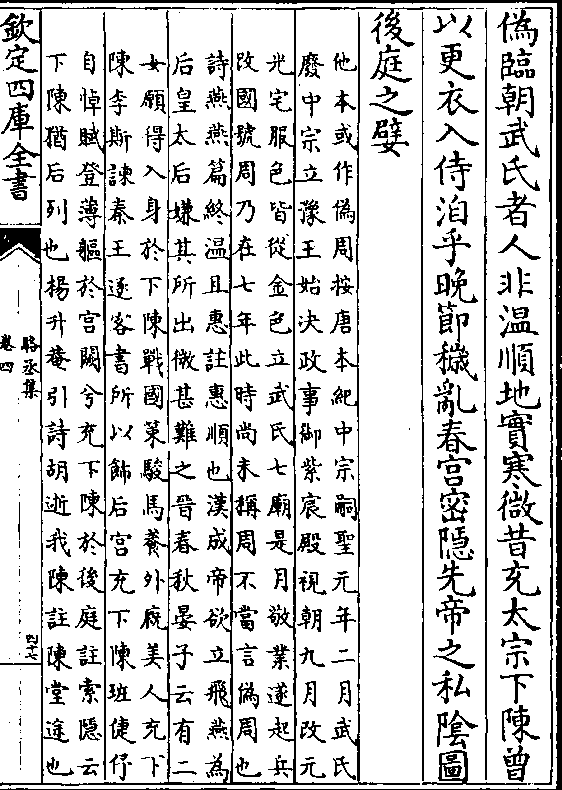 偽臨朝武氏者人非温順地實寒微昔充太宗下陳曾
以更衣入侍洎乎晚節穢亂春宫密隠先帝之私陰圖
後庭之嬖
他本或作偽周按唐本紀中宗嗣聖元年二月武氏
廢中宗立豫王始決政事御紫宸殿視朝九月改元
光宅服色皆從金色立武氏七廟是月敬業遂起兵
改國號周乃在七年此時尚未稱周不當言偽周也
詩燕燕篇終温且惠註惠順也漢成帝欲立飛燕為
后皇太后嫌其所出微甚難之晉春秋晏子云有二
女願得入身於下陳戰國策駿馬養外廐美人充下
陳李斯諫秦王逐客書所以飾后宫充下陳班倢伃
自悼賦登薄軀於宫闕兮充下陳於後庭註索隱云
下陳猶后列也楊升菴引詩胡逝我陳註陳堂途也
欽定四庫全書
駱丞集
卷四
四十七